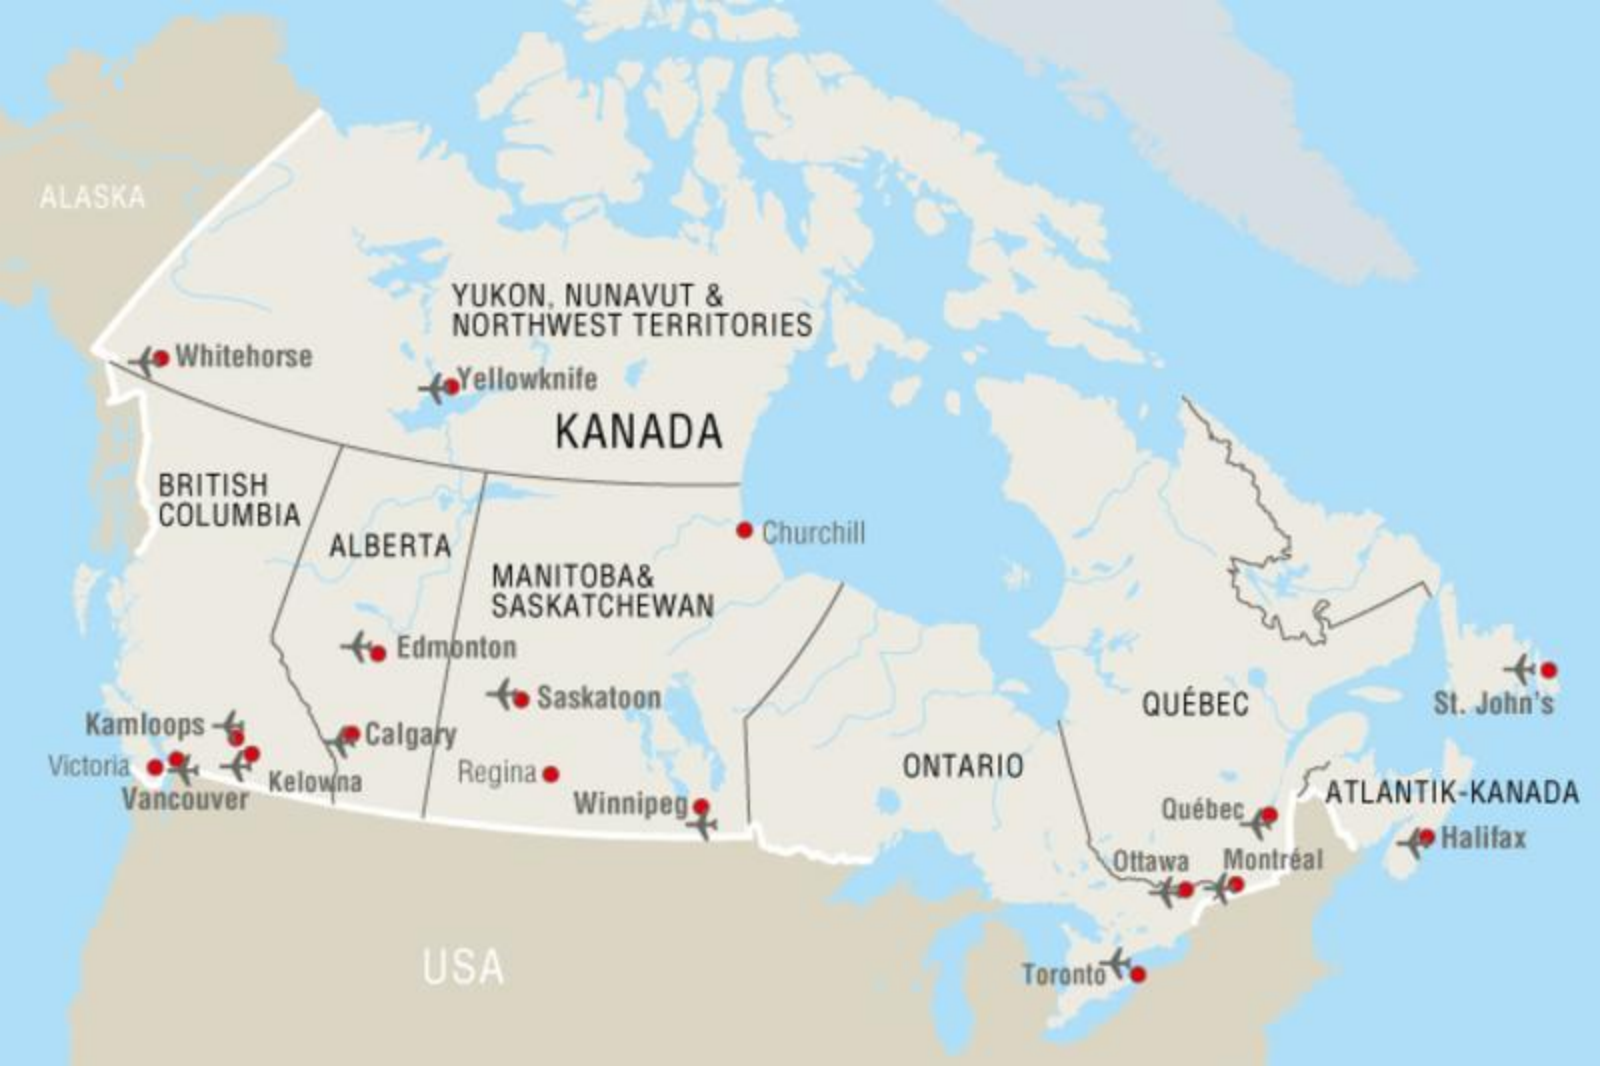 ALASKA
YUKON, NUNAVUT &
NORTHWEST TERRITORIES
Whitehorse
Yellowknife
KANADA
BRITISH
COLUMBIA
ALBERTA
Churchill
MANITOBA&
SASKATCHEWAN
Edmonton
Saskatoon
QUÉBEC
St. John's
Kamloops
Calgary
Victoria
Kelowna
Vancouver
Regina
Winnipeg
ONTARIO
ATLANTIK-KANADA
Québec
Halifax
Ottawa
Montréal
USA
Toronto